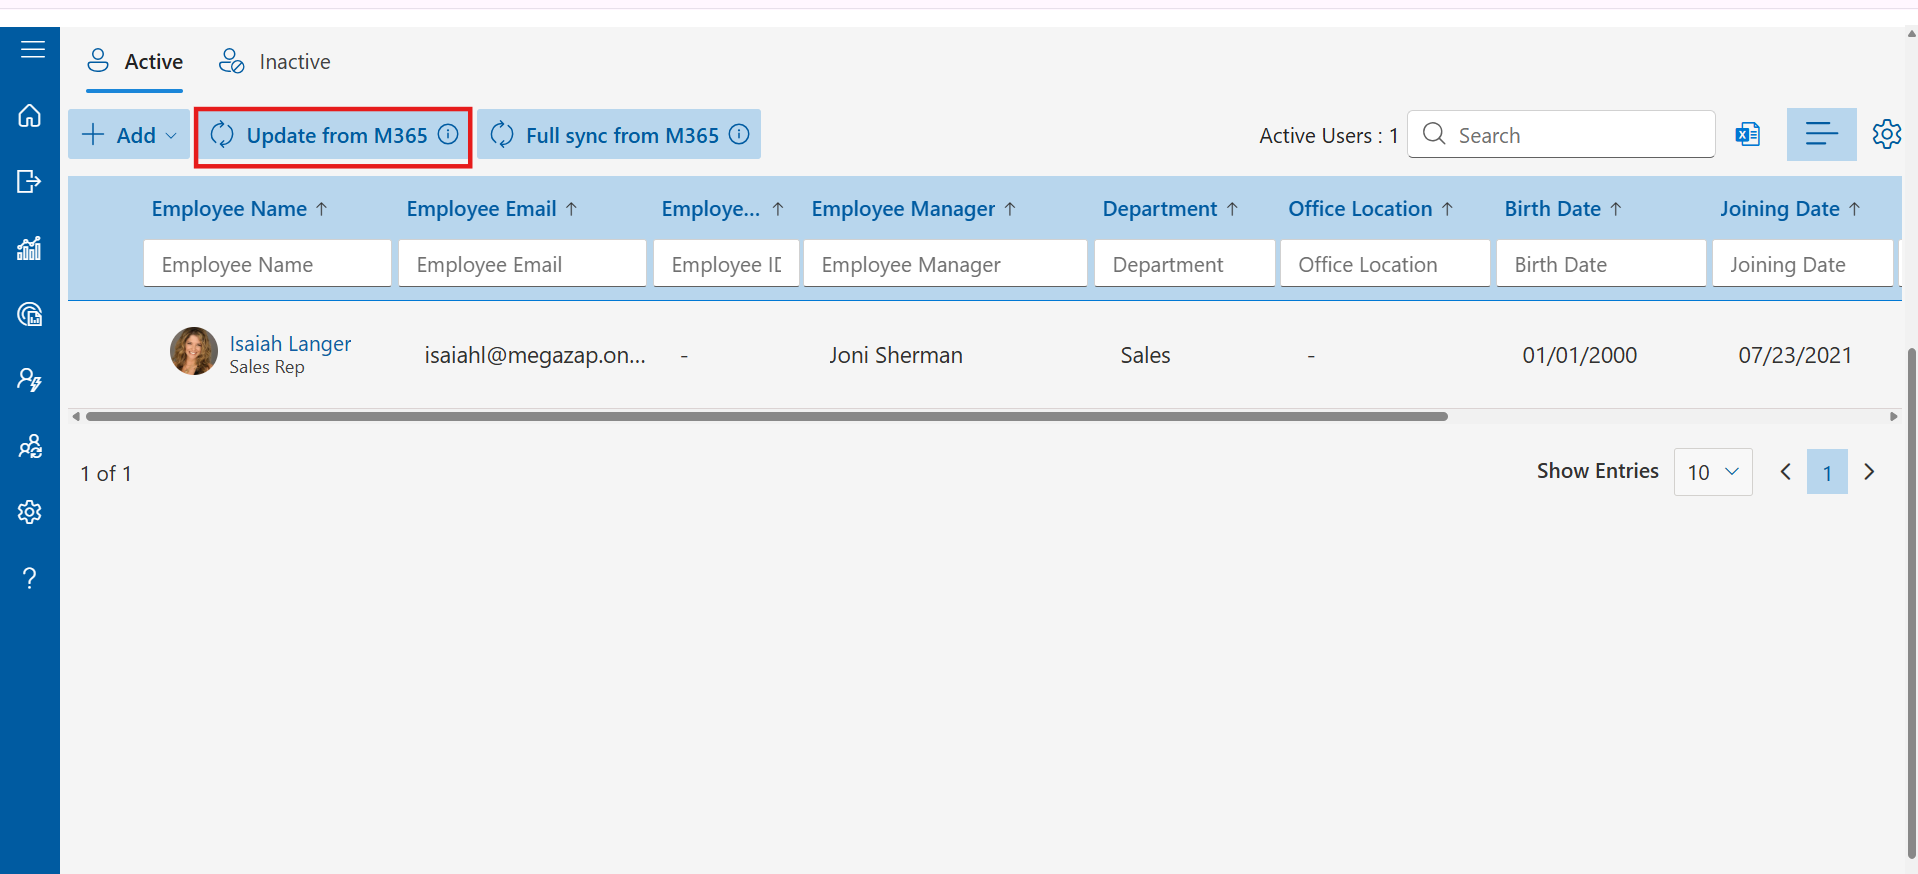 Active Inactive
Add Update from M365 Full sync from M365 Active Users : 1 Search
Employee Name Employee Email Employe... Employee Manager Department Office Location Birth Date Joining Date
Employee Name Employee Email Employee ID Employee Manager Department Office Location Birth Date Joining Date
Isaiah Langer
Sales Rep
isaiahl@megazap.on... - Joni Sherman Sales - 01/01/2000 07/23/2021
1 of 1 Show Entries 10 1